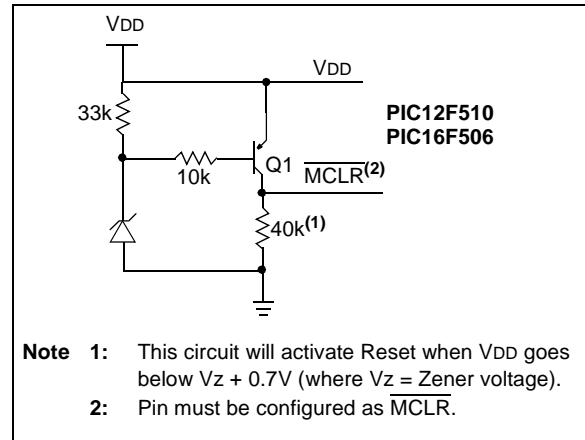 VDD
VDD
33k
PIC12F510
PIC16F506
Q1
MCLR(2)
10k
40k(1)
Note 1: This circuit will activate Reset when VDD goes
below Vz + 0.7V (where Vz = Zener voltage).
2: Pin must be configured as MCLR.